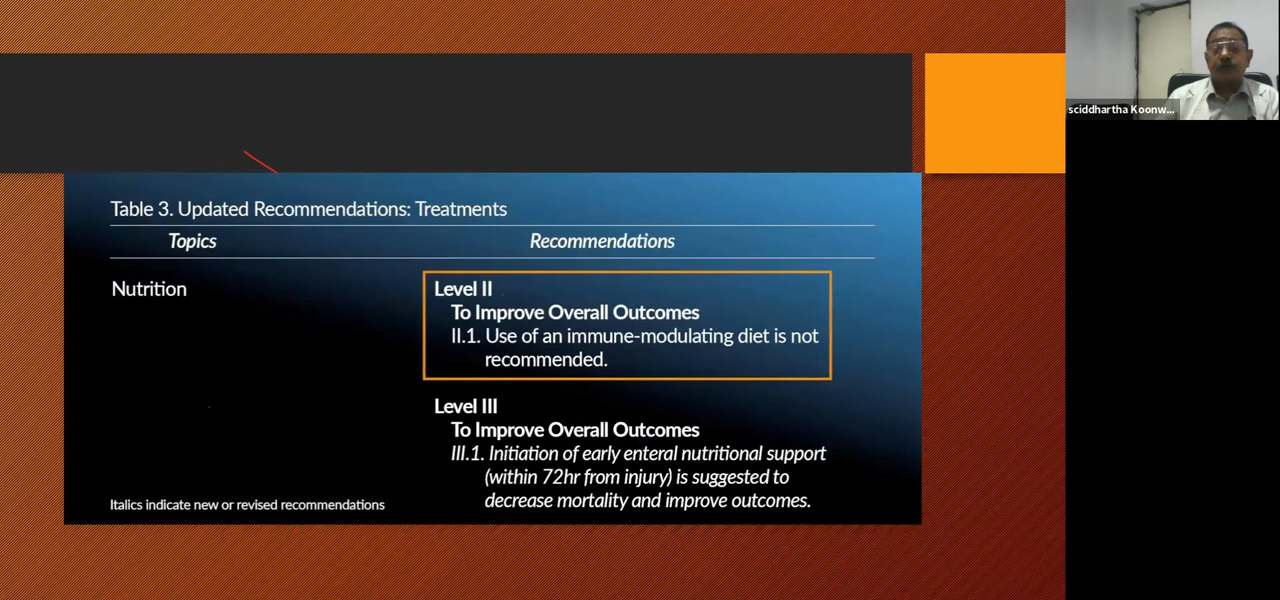 sciddhartha Koonw...
Table 3. Updated Recommendations: Treatments
Topics Recommendations
Nutrition
Level II
To Improve Overall Outcomes
II.1. Use of an immune-modulating diet is not
recommended.
Level III
To Improve Overall Outcomes
III.1. Initiation of early enteral nutritional support
(within 72hr from injury) is suggested to
decrease mortality and improve outcomes.
Italics indicate new or revised recommendations